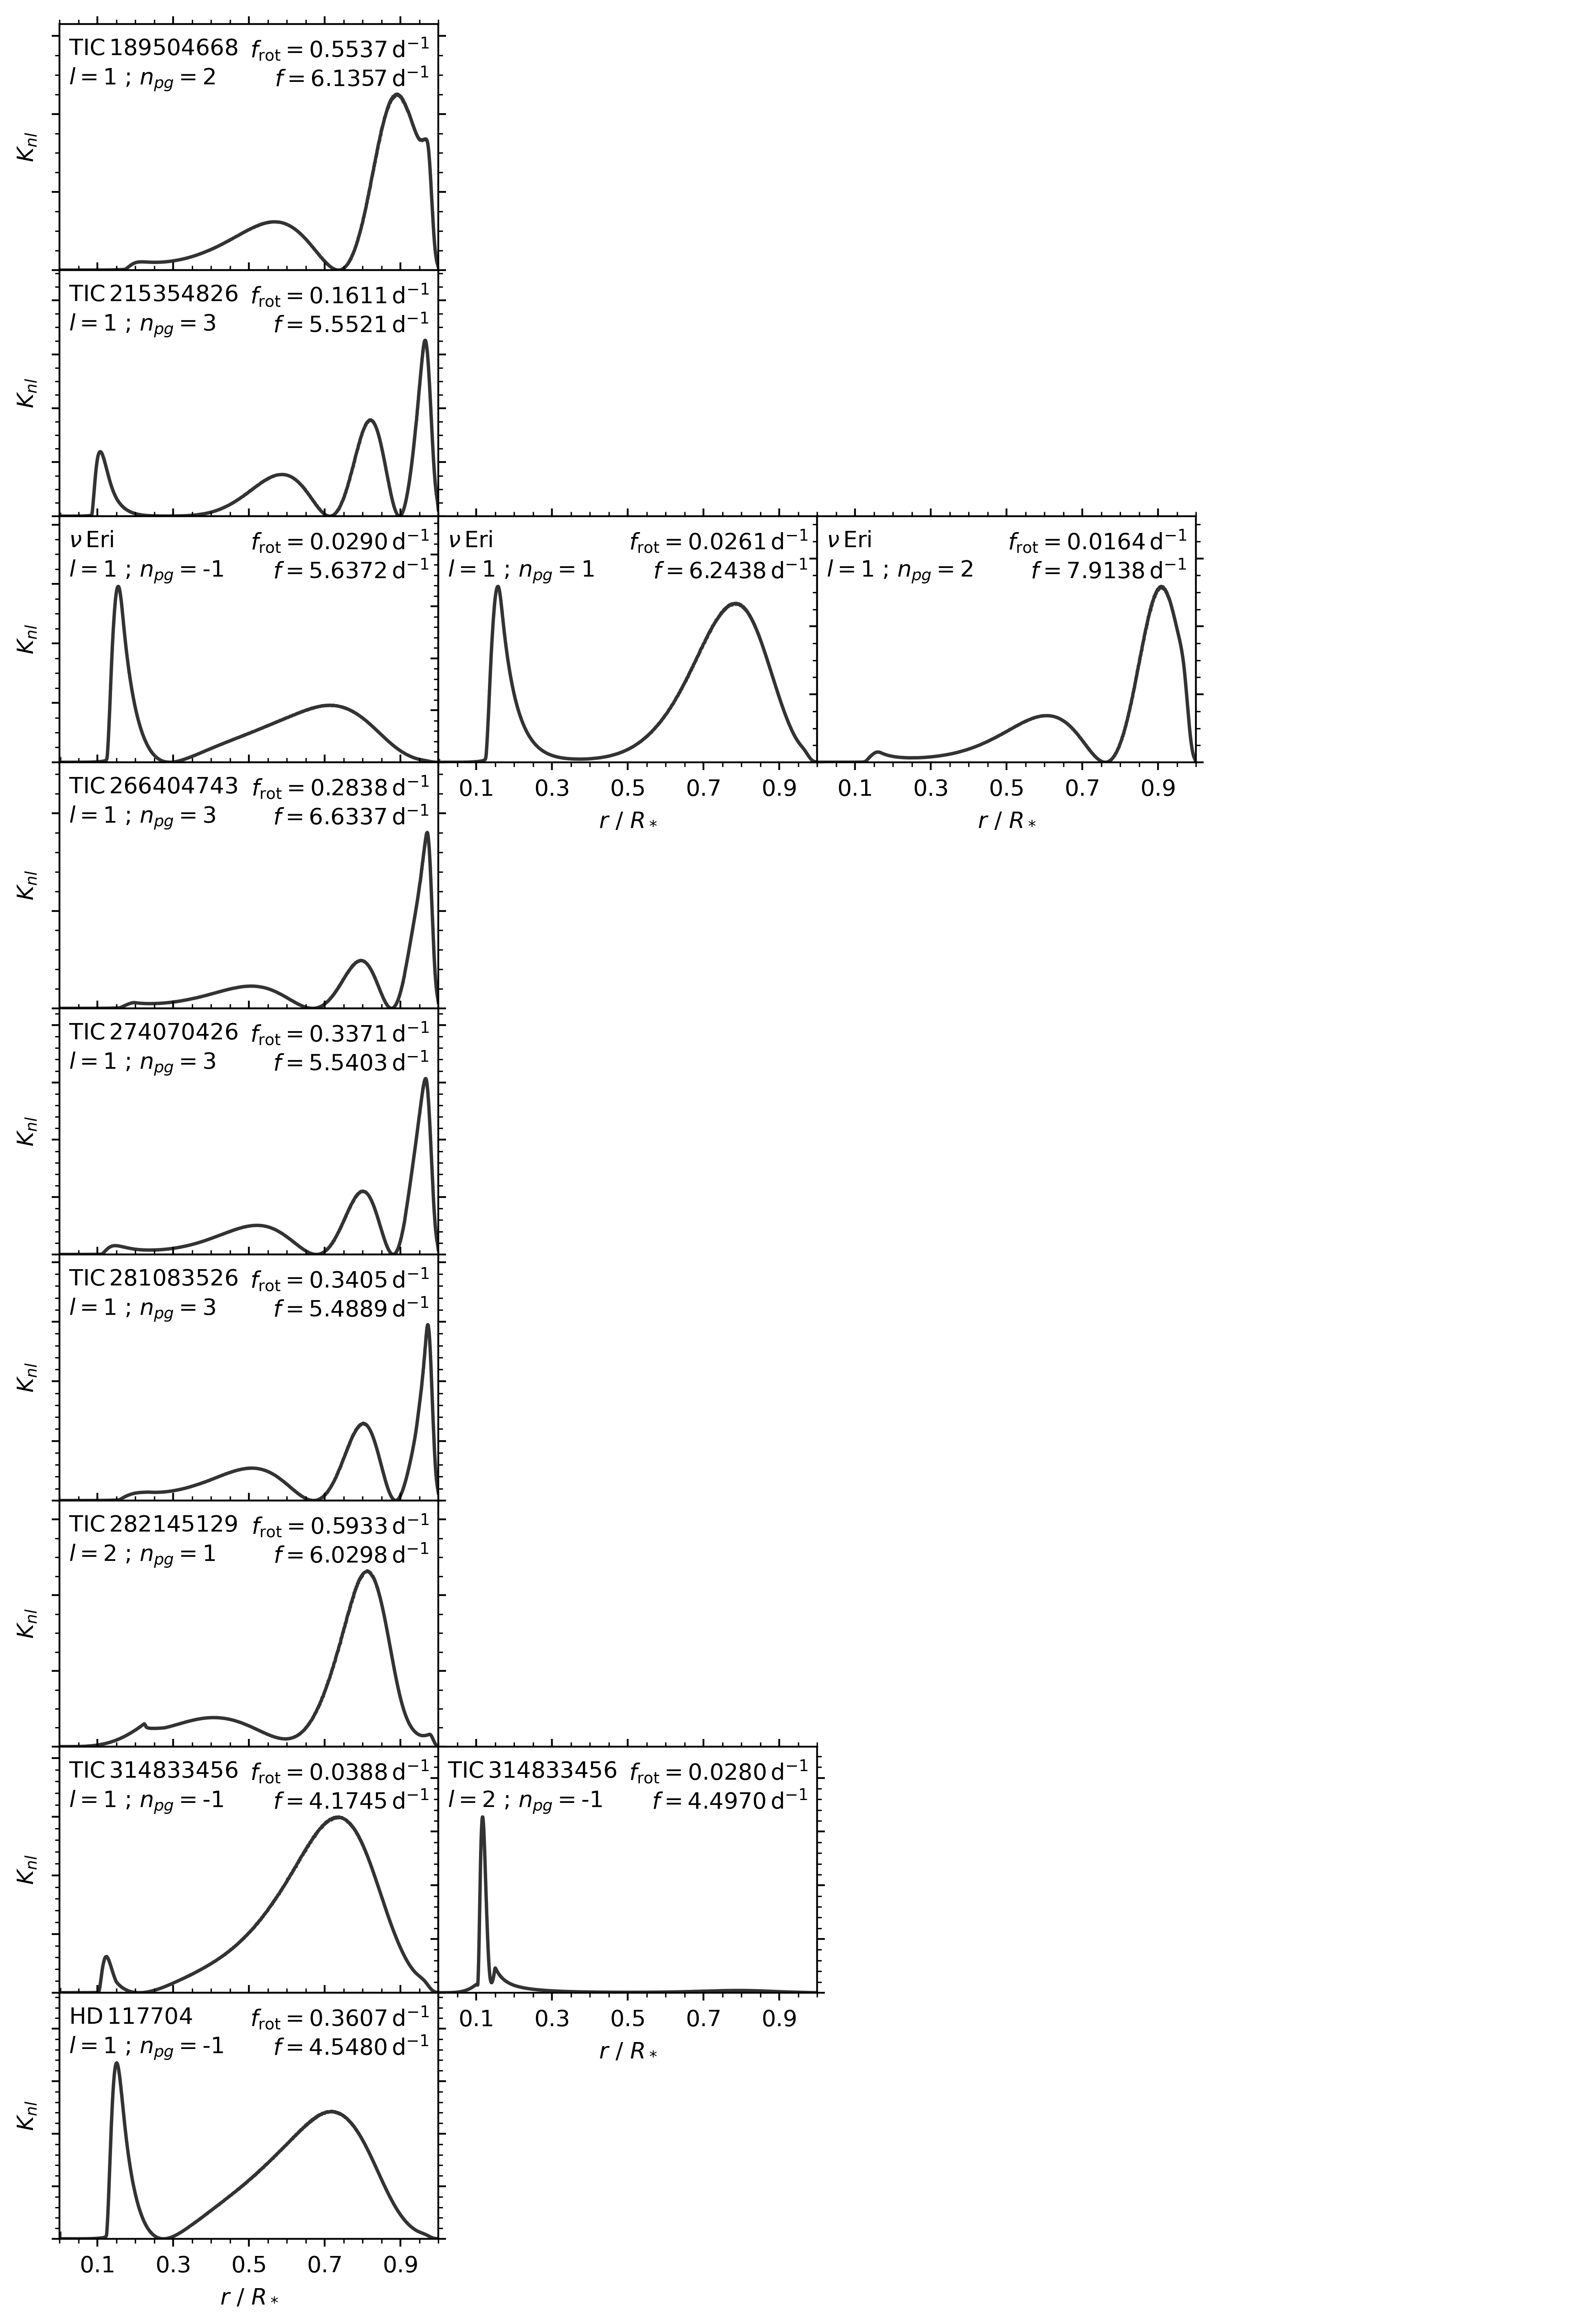 TIC 189504668 f_rot = 0.5537 d⁻¹
l = 1 ; n_pg = 2 f = 6.1357 d⁻¹
K_nl
TIC 215354826 f_rot = 0.1611 d⁻¹
l = 1 ; n_pg = 3 f = 5.5521 d⁻¹
K_nl
ν Eri f_rot = 0.0290 d⁻¹
l = 1 ; n_pg = -1 f = 5.6372 d⁻¹
K_nl
ν Eri f_rot = 0.0261 d⁻¹
l = 1 ; n_pg = 1 f = 6.2438 d⁻¹
0.1 0.3 0.5 0.7 0.9
r / R*
ν Eri f_rot = 0.0164 d⁻¹
l = 1 ; n_pg = 2 f = 7.9138 d⁻¹
0.1 0.3 0.5 0.7 0.9
r / R*
TIC 266404743 f_rot = 0.2838 d⁻¹
l = 1 ; n_pg = 3 f = 6.6337 d⁻¹
K_nl
TIC 274070426 f_rot = 0.3371 d⁻¹
l = 1 ; n_pg = 3 f = 5.5403 d⁻¹
K_nl
TIC 281083526 f_rot = 0.3405 d⁻¹
l = 1 ; n_pg = 3 f = 5.4889 d⁻¹
K_nl
TIC 282145129 f_rot = 0.5933 d⁻¹
l = 2 ; n_pg = 1 f = 6.0298 d⁻¹
K_nl
TIC 314833456 f_rot = 0.0388 d⁻¹
l = 1 ; n_pg = -1 f = 4.1745 d⁻¹
K_nl
TIC 314833456 f_rot = 0.0280 d⁻¹
l = 2 ; n_pg = -1 f = 4.4970 d⁻¹
0.1 0.3 0.5 0.7 0.9
r / R*
HD 117704 f_rot = 0.3607 d⁻¹
l = 1 ; n_pg = -1 f = 4.5480 d⁻¹
K_nl
0.1 0.3 0.5 0.7 0.9
r / R*